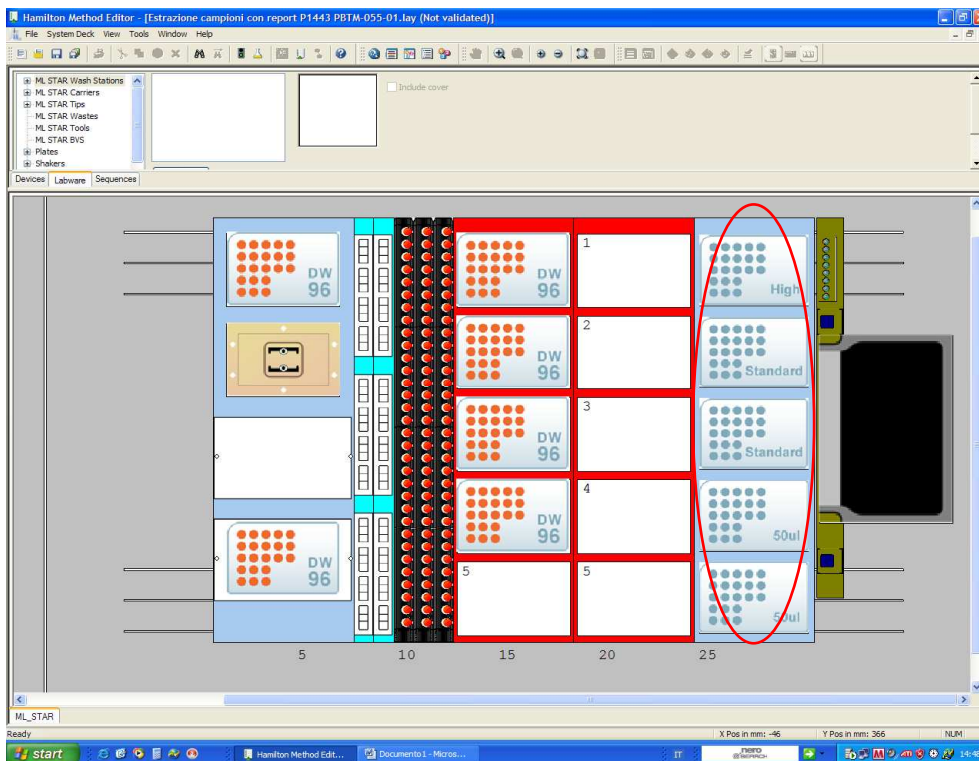 Hamilton Method Editor - [Estrazione campioni con report P1443 PBTM-055-01.lay (Not validated)]
File System Deck View Tools Window Help
ML STAR Wash Stations
ML STAR Carriers
ML STAR Tips
ML STAR Wastes
ML STAR Tools
ML STAR BVS
Plates
Shakers
Include cover
Devices Labware Sequences
DW 96
DW 96
1
High
DW 96
2
Standard
DW 96
3
Standard
DW 96
DW 96
4
50ul
5
5
50ul
5 10 15 20 25
ML_STAR
Ready
X Pos in mm: -46
Y Pos in mm: 366
NUM
start
Hamilton Method Edit...
Documento1 - Micros...
IT
nero
SEARCH
14:48